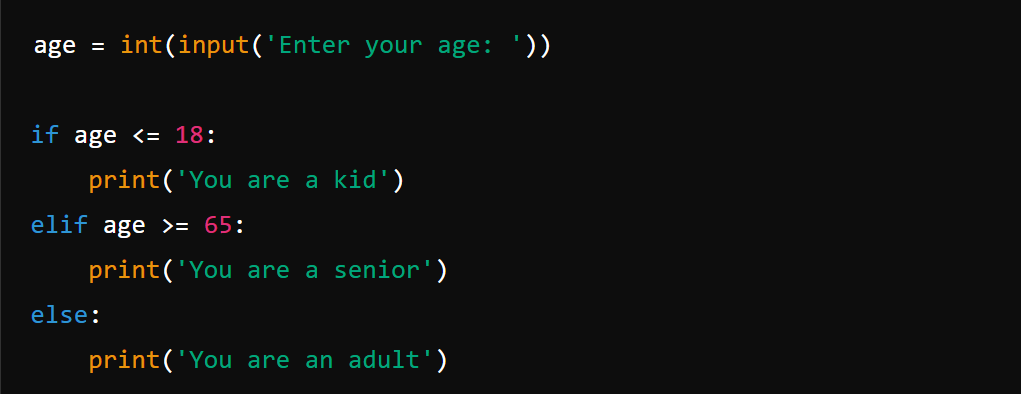 age = int(input('Enter your age: '))
if age <= 18:
    print('You are a kid')
elif age >= 65:
    print('You are a senior')
else:
    print('You are an adult')